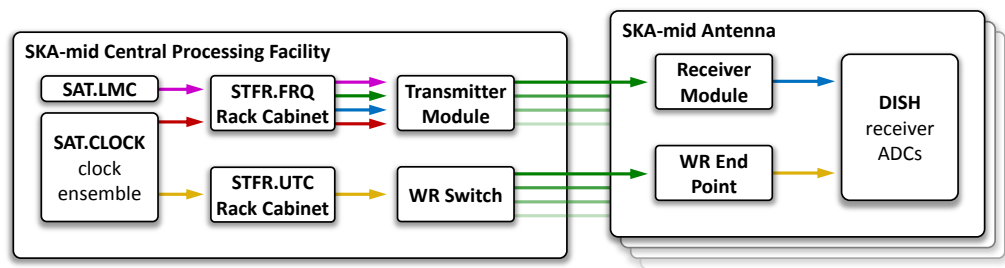 SKA-mid Central Processing Facility
SAT.LMC
SAT.CLOCK
clock
ensemble
STFR.FRQ
Rack Cabinet
STFR.UTC
Rack Cabinet
Transmitter
Module
WR Switch
SKA-mid Antenna
Receiver
Module
WR End
Point
DISH
receiver
ADCs